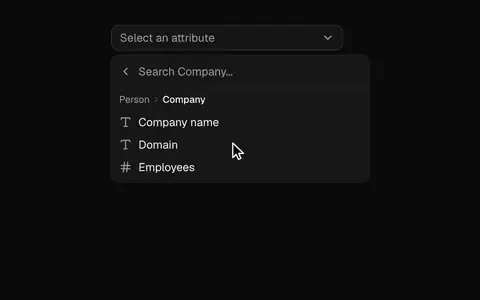 Select an attribute
Search Company...
Person > Company
Company name
Domain
Employees